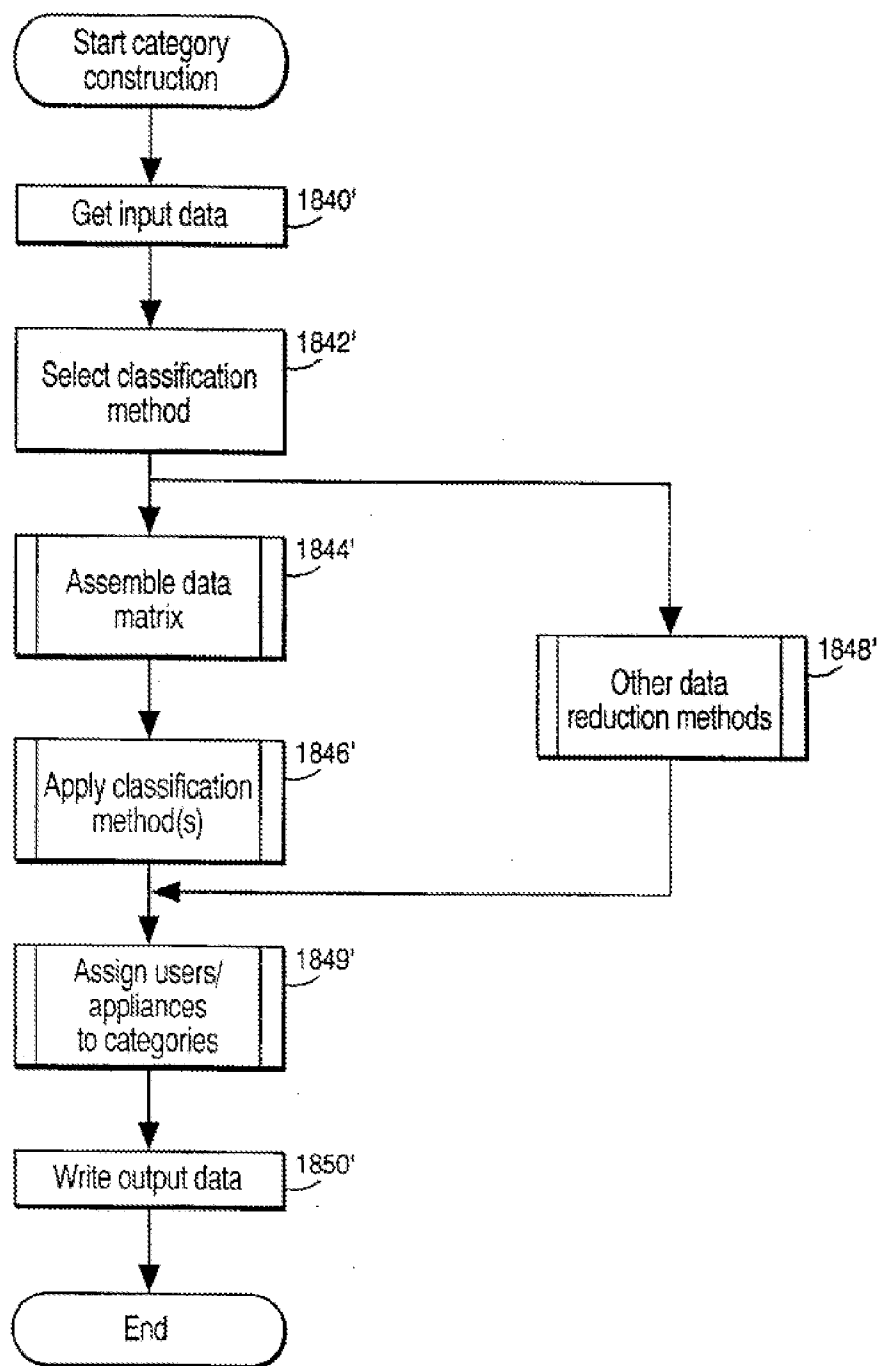 Start category
construction
Get input data
1840'
Select classification
method
1842'
Assemble data
matrix
1844'
Other data
reduction methods
1848'
Apply classification
method(s)
1846'
Assign users/
appliances
to categories
1849'
Write output data
1850'
End